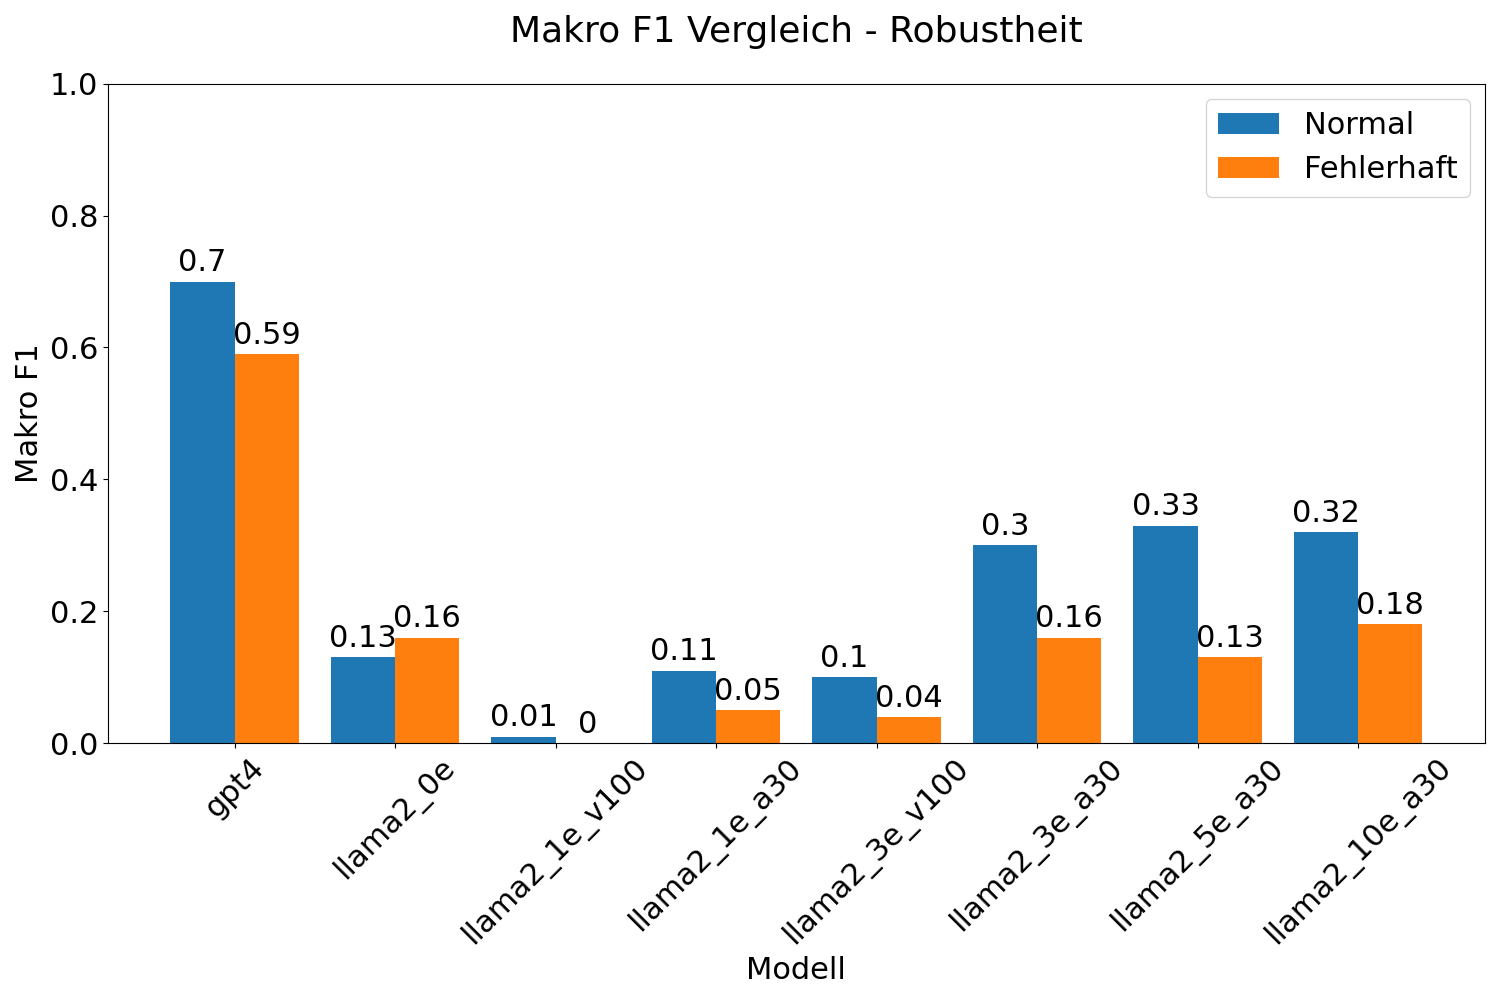 Makro F1 Vergleich - Robustheit
1.0
0.8
0.6
0.4
0.2
0.0
Makro F1
Normal
Fehlerhaft
0.7
0.59
0.13
0.16
0.01
0
0.11
0.05
0.1
0.04
0.3
0.16
0.33
0.13
0.32
0.18
gpt4
llama2_0e
llama2_1e_v100
llama2_1e_a30
llama2_3e_v100
llama2_3e_a30
llama2_5e_a30
llama2_10e_a30
Modell